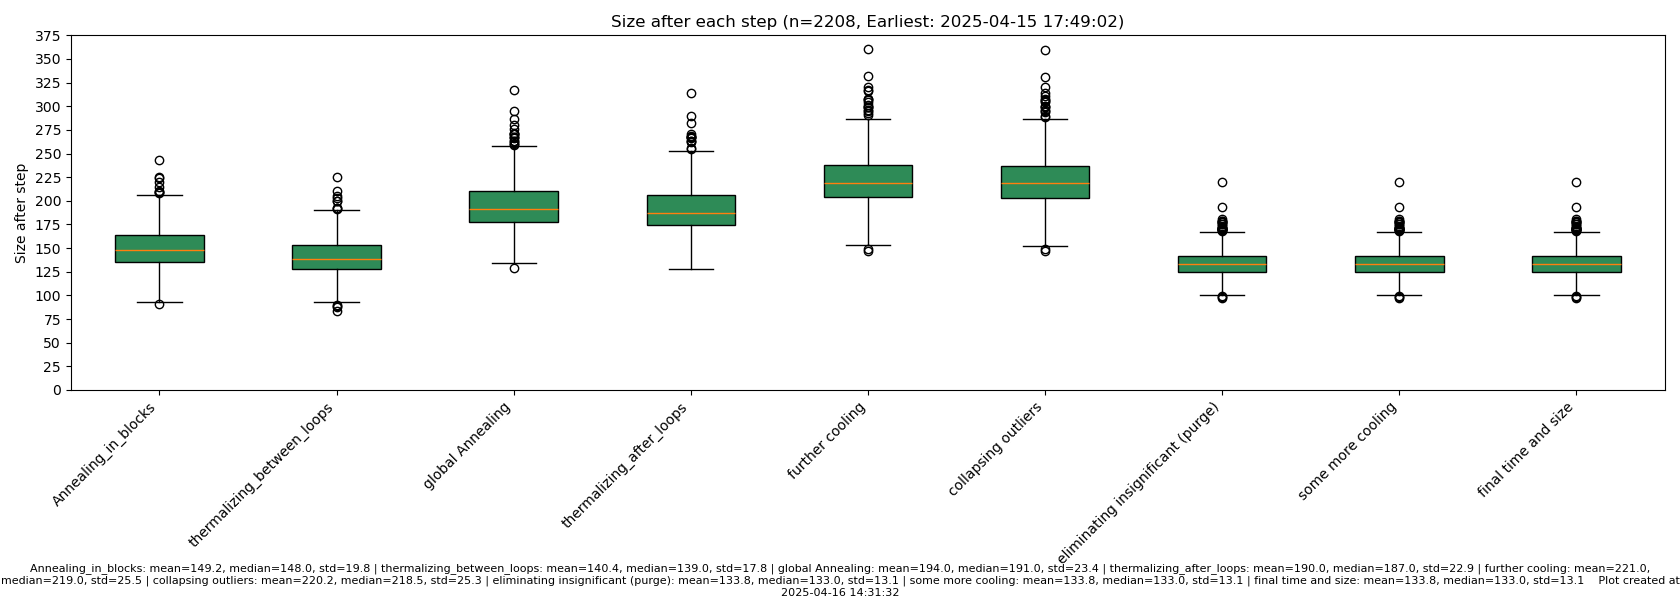 Size after each step (n=2208, Earliest: 2025-04-15 17:49:02)
375
350
325
300
275
250
225
200
175
150
125
100
75
50
25
0
Size after step
Annealing_in_blocks
thermalizing_between_loops
global Annealing
thermalizing_after_loops
further cooling
collapsing outliers
eliminating insignificant (purge)
some more cooling
final time and size
Annealing_in_blocks: mean=149.2, median=148.0, std=19.8 | thermalizing_between_loops: mean=140.4, median=139.0, std=17.8 | global Annealing: mean=194.0, median=191.0, std=23.4 | thermalizing_after_loops: mean=190.0, median=187.0, std=22.9 | further cooling: mean=221.0,
median=219.0, std=25.5 | collapsing outliers: mean=220.2, median=218.5, std=25.3 | eliminating insignificant (purge): mean=133.8, median=133.0, std=13.1 | some more cooling: mean=133.8, median=133.0, std=13.1 | final time and size: mean=133.8, median=133.0, std=13.1 Plot created at
2025-04-16 14:31:32